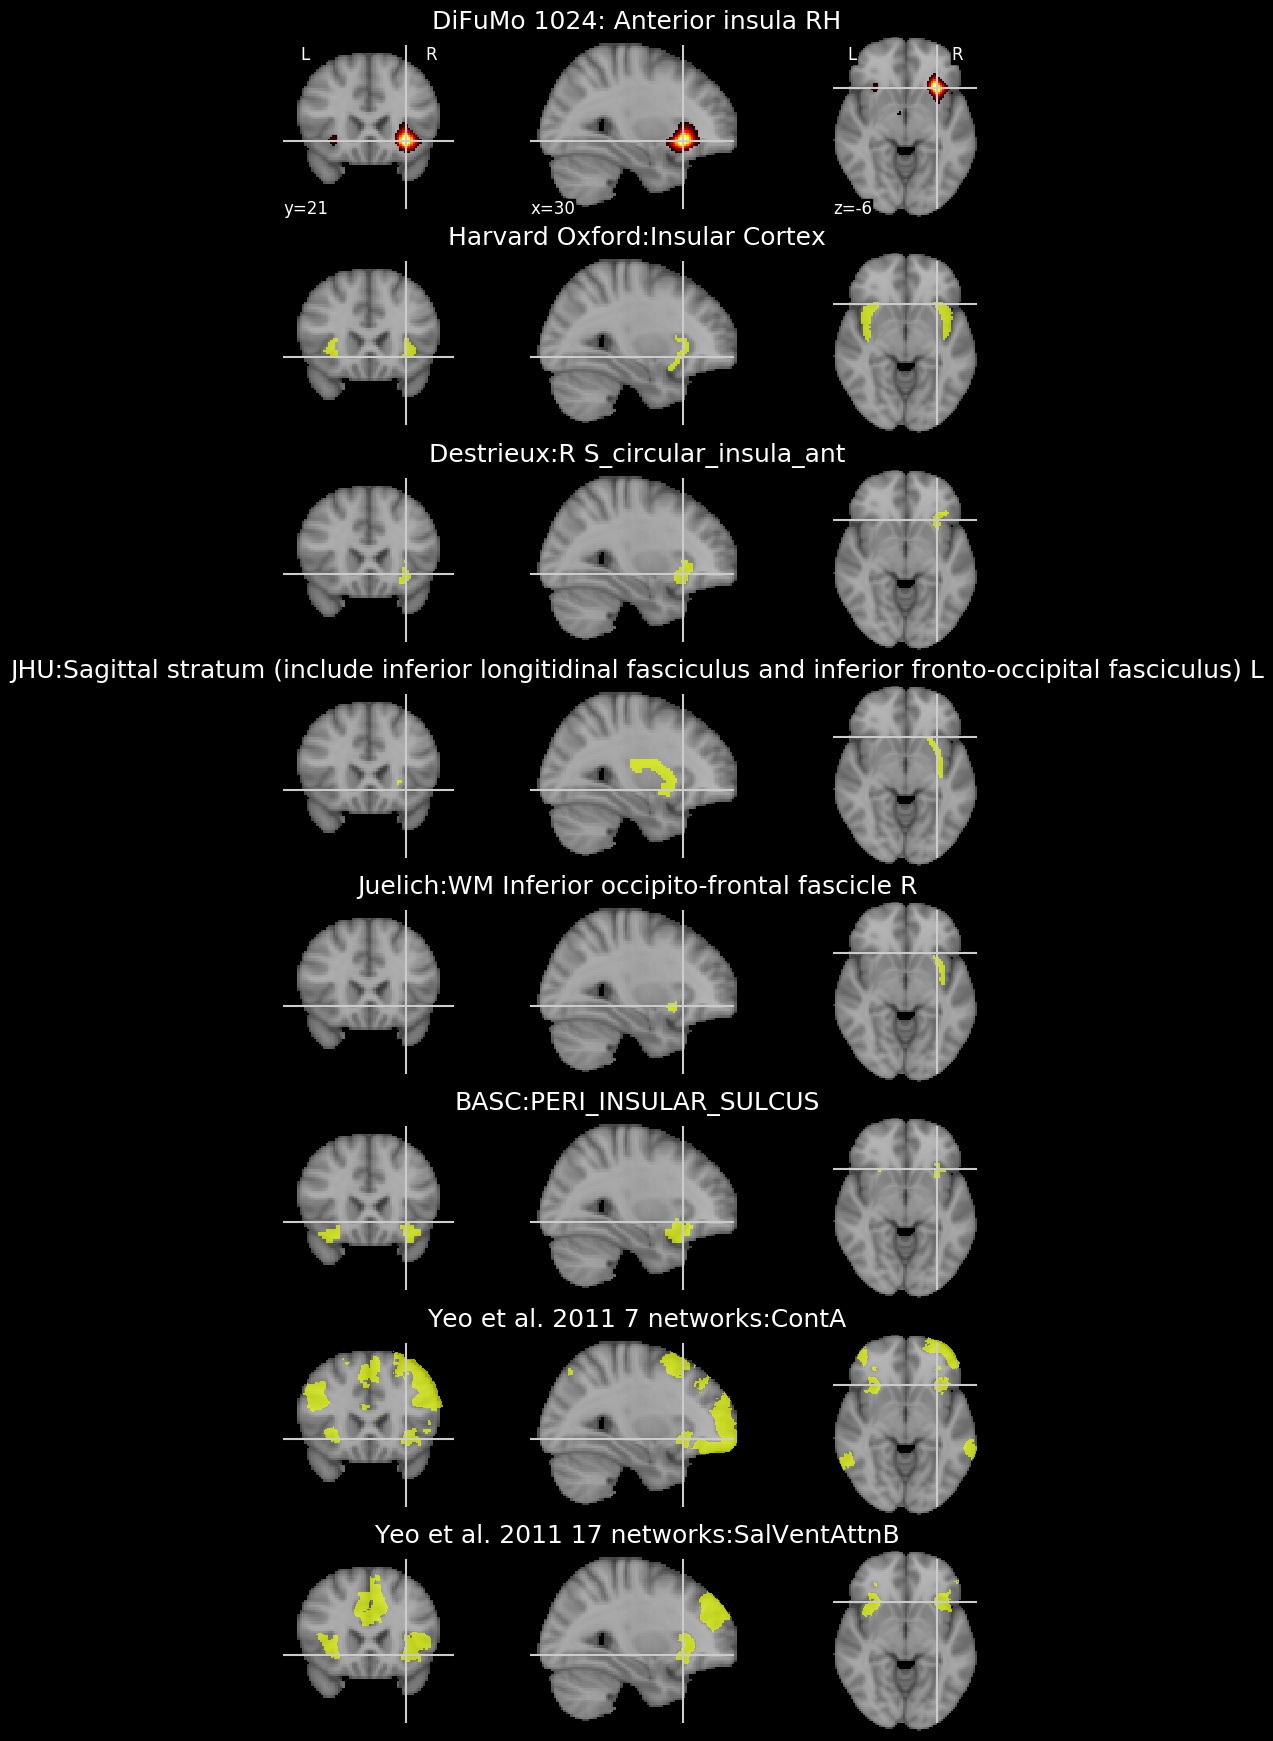 DiFuMo 1024: Anterior insula RH
L R L R
y=21 x=30 z=-6
Harvard Oxford:Insular Cortex
Destrieux:R S_circular_insula_ant
JHU:Sagittal stratum (include inferior longitidinal fasciculus and inferior fronto-occipital fasciculus) L
Juelich:WM Inferior occipito-frontal fascicle R
BASC:PERI_INSULAR_SULCUS
Yeo et al. 2011 7 networks:ContA
Yeo et al. 2011 17 networks:SalVentAttnB